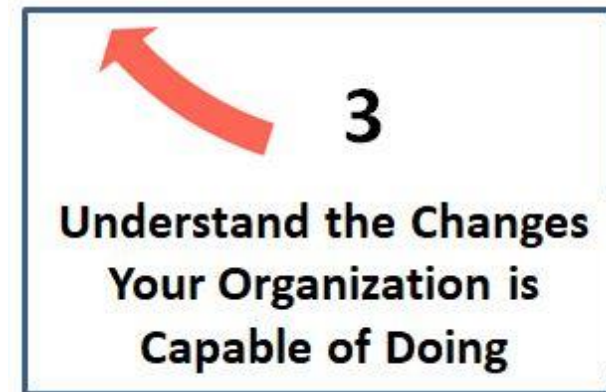 3
Understand the Changes
Your Organization is
Capable of Doing